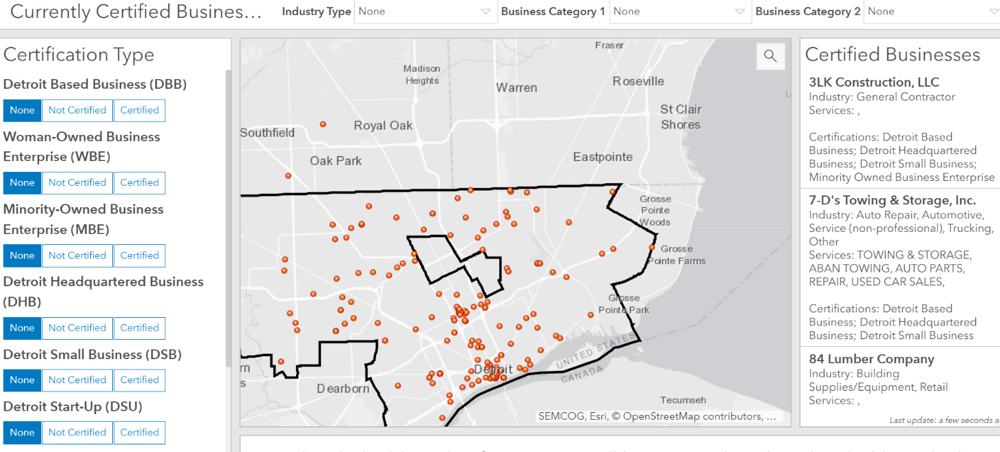 Currently Certified Busines...
Industry Type None
Business Category 1 None
Business Category 2 None
Certification Type
Detroit Based Business (DBB)
None Not Certified Certified
Woman-Owned Business
Enterprise (WBE)
None Not Certified Certified
Minority-Owned Business
Enterprise (MBE)
None Not Certified Certified
Detroit Headquartered Business
(DHB)
None Not Certified Certified
Detroit Small Business (DSB)
None Not Certified Certified
Detroit Start-Up (DSU)
None Not Certified Certified
Fraser
Madison
Heights
Warren
Roseville
St Clair
Shores
Southfield
Royal Oak
Oak Park
Eastpointe
Grosse
Pointe
Woods
Grosse
Pointe Farms
Grosse
Pointe Park
UNITED STATES
CANADA
Detroit
Dearborn
rn
s
Tecumseh
SEMCOG, Esri, © OpenStreetMap contributors, ...
Certified Businesses
3LK Construction, LLC
Industry: General Contractor
Services: ,
Certifications: Detroit Based
Business; Detroit Headquartered
Business; Detroit Small Business;
Minority Owned Business Enterprise
7-D's Towing & Storage, Inc.
Industry: Auto Repair, Automotive,
Service (non-professional), Trucking,
Other
Services: TOWING & STORAGE,
ABAN TOWING, AUTO PARTS,
REPAIR, USED CAR SALES,
Certifications: Detroit Based
Business; Detroit Headquartered
Business; Detroit Small Business
84 Lumber Company
Industry: Building
Supplies/Equipment, Retail
Services: ,
Last update: a few seconds a